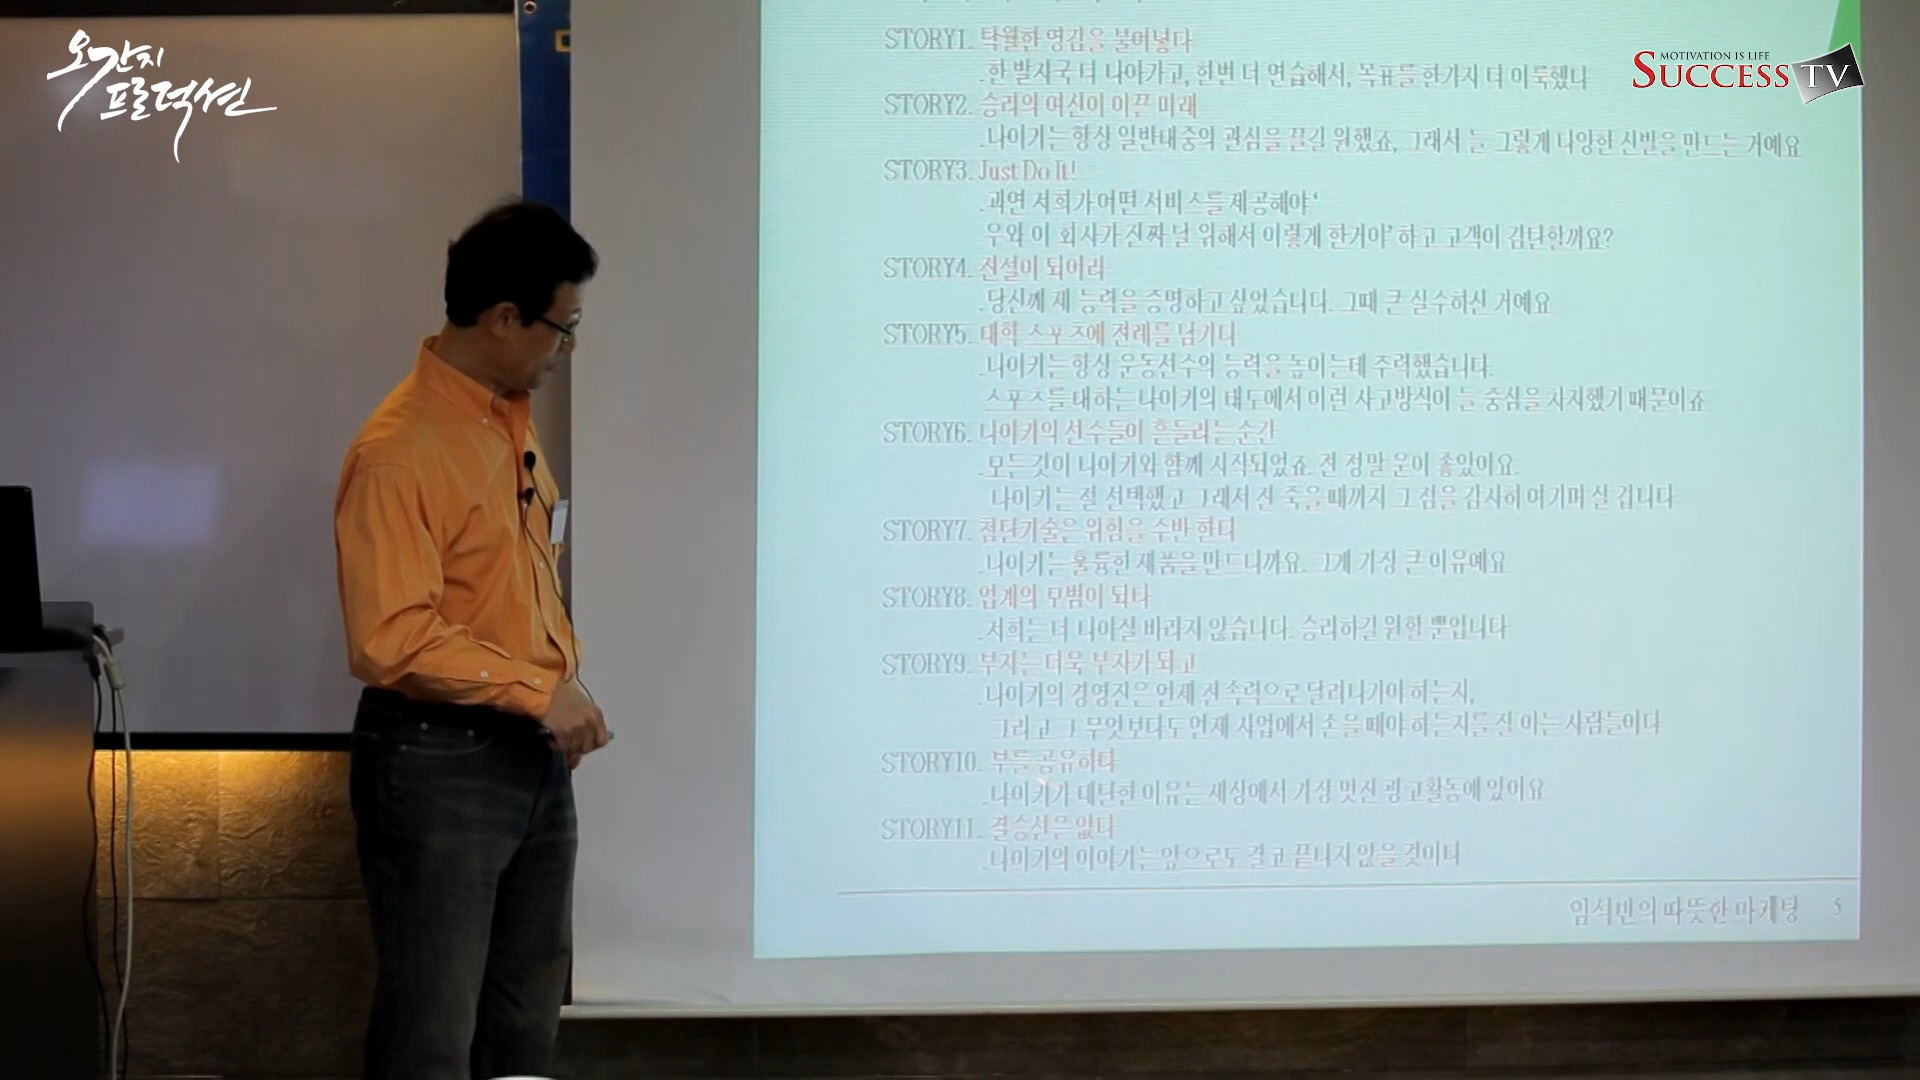 오간지
프로덕션
MOTIVATION IS LIFE
SUCCESS TV
STORY1. 탁월한 영감을 불어넣다
.한 발자국 더 나아가고, 한번 더 연습해서, 목표를 한가지 더 이룩했다
STORY2. 승리의 여신이 이끈 미래
.나이키는 항상 일반대중의 관심을 끌길 원했죠, 그래서 늘 그렇게 다양한 신발을 만드는 거예요
STORY3. Just Do It!
.과연 저희가 어떤 서비스를 제공해야‘
우와 이 회사가 진짜 날 위해서 이렇게 한거야’ 하고 고객이 감탄할까요?
STORY4. 전설이 되어라
.당신께 제 능력을 증명하고 싶었습니다. 그때 큰 실수하신 거예요
STORY5. 대학 스포츠에 전례를 남기다
.나이키는 항상 운동선수의 능력을 높이는데 주력했습니다.
스포츠를 대하는 나이키의 태도에서 이런 사고방식이 늘 중심을 차지했기 때문이죠
STORY6. 나이키의 선수들이 흔들리는 순간
.모든 것이 나이키와 함께 시작되었죠. 전 정말 운이 좋았어요.
나이키는 절 선택했고 그래서 전 죽을 때까지 그 점을 감사히 여기며 살 겁니다
STORY7. 첨단기술은 위험을 수반 한다
.나이키는 훌륭한 제품을 만드니까요. 그게 가장 큰 이유예요
STORY8. 업계의 모범이 되다
.저희는 더 나아질 바라지 않습니다. 승리하길 원할 뿐입니다
STORY9. 부자는 더욱 부자가 되고
.나이키의 경영진은 언제 전속력으로 달려나가야 하는지,
그리고 그 무엇보다도 언제 사업에서 손을 떼야 하는지를 잘 아는 사람들이다
STORY10. 부를 공유하다
.나이키가 대단한 이유는 세상에서 가장 멋진 광고활동에 있어요
STORY11. 결승선은 없다
.나이키의 이야기는 앞으로도 결코 끝나지 않을 것이다
임석빈의 따뜻한 마케팅 5